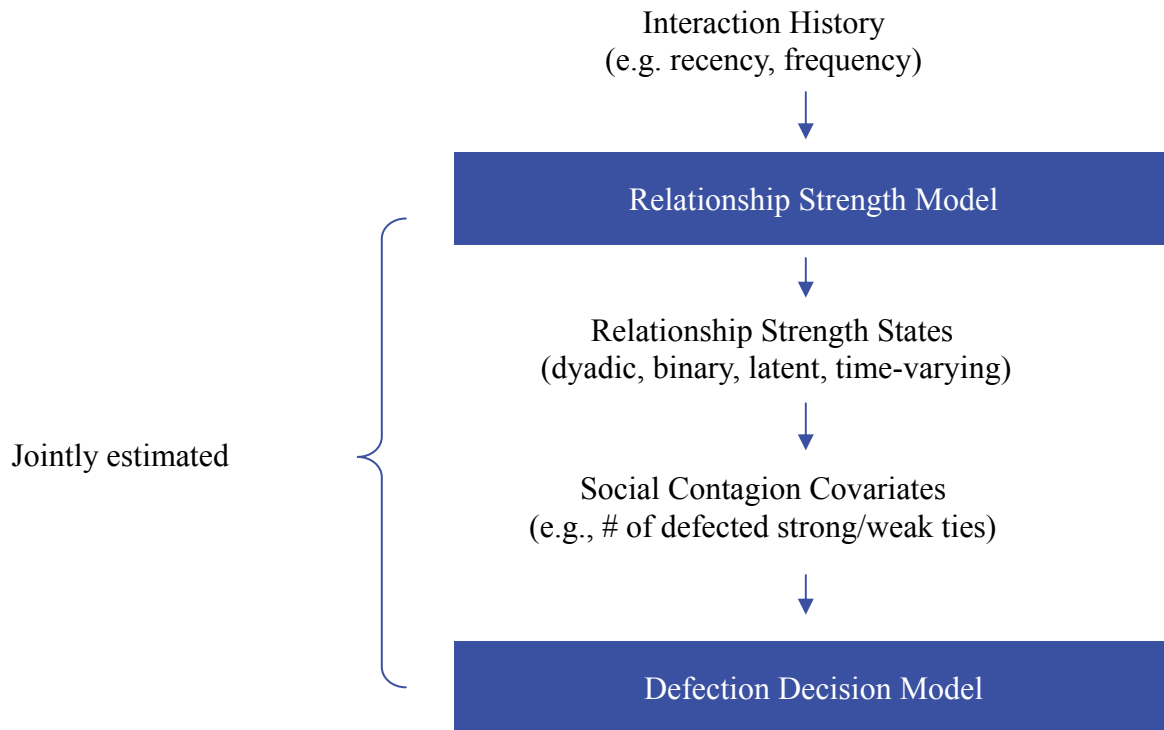 Interaction History
(e.g. recency, frequency)
Relationship Strength Model
Relationship Strength States
(dyadic, binary, latent, time-varying)
Jointly estimated
Social Contagion Covariates
(e.g., # of defected strong/weak ties)
Defection Decision Model